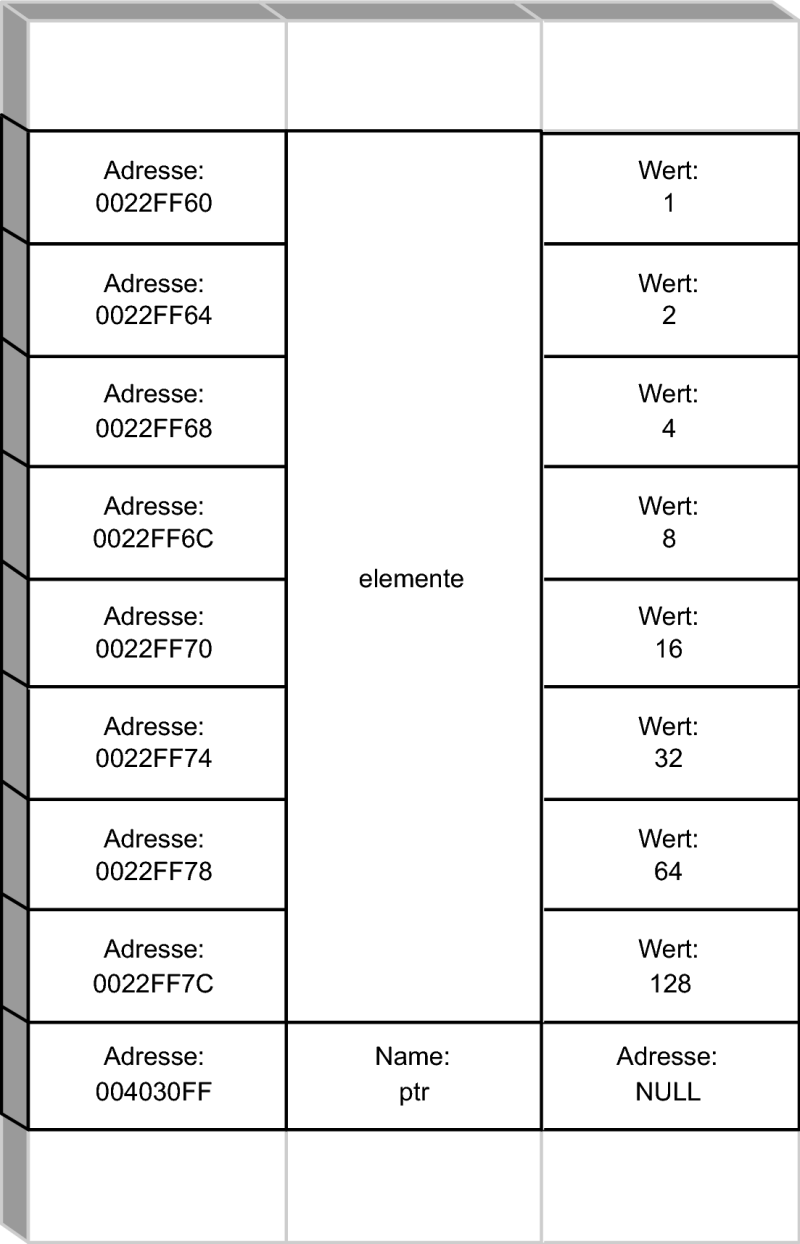 Adresse:
0022FF60
Wert:
1
Adresse:
0022FF64
Wert:
2
Adresse:
0022FF68
Wert:
4
Adresse:
0022FF6C
Wert:
8
elemente
Adresse:
0022FF70
Wert:
16
Adresse:
0022FF74
Wert:
32
Adresse:
0022FF78
Wert:
64
Adresse:
0022FF7C
Wert:
128
Adresse:
004030FF
Name:
ptr
Adresse:
NULL